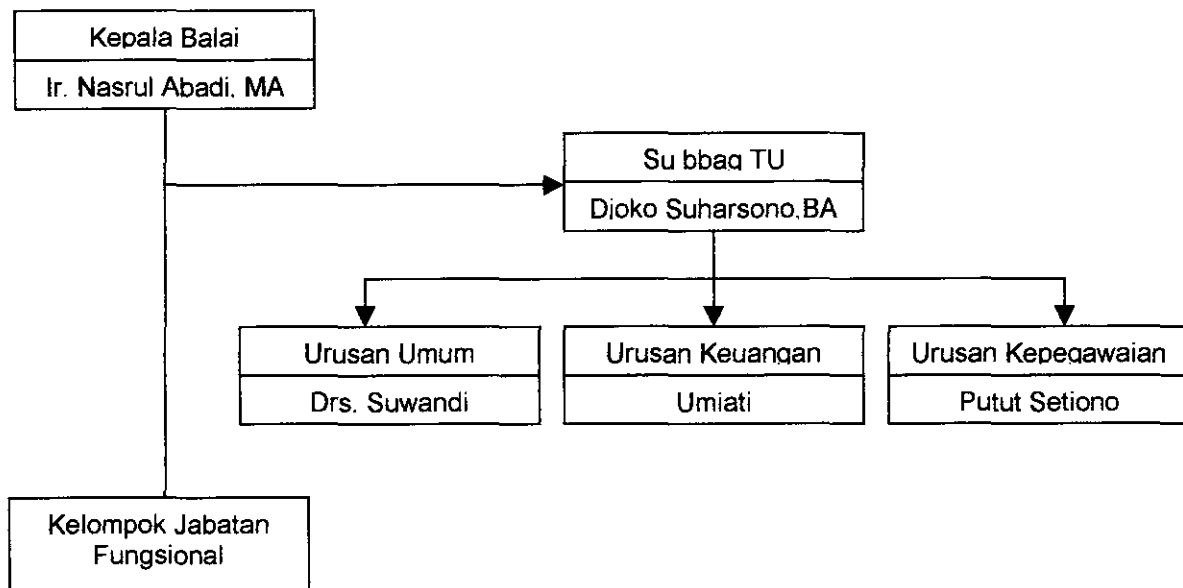 Kepala Balai
Ir. Nasrul Abadi. MA
Su bbag TU
Djoko Suharsono,BA
Urusan Umum
Urusan Keuangan
Urusan Kepegawaian
Drs. Suwandi
Umiati
Putut Setiono
Kelompok Jabatan
Fungsional